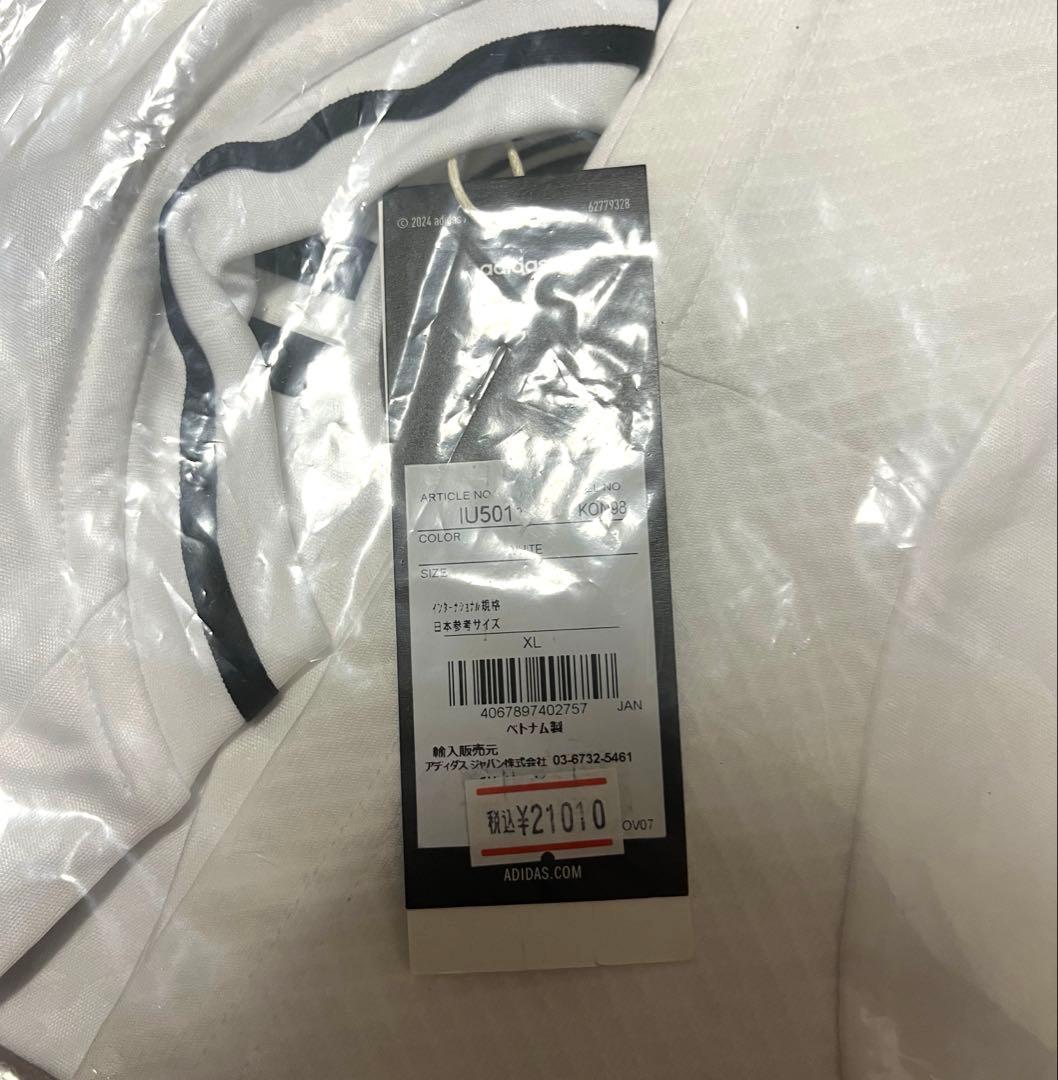 62779328
© 2024 adidas
adidas
ARTICLE NO
IU501
KON98
COLOR
SIZE
インターナショナル規格
日本参考サイズ
XL
4067897402757
JAN
ベトナム製
輸入販売元
アディダス ジャパン株式会社 03-6732-5461
税込¥21010
OV07
ADIDAS.COM